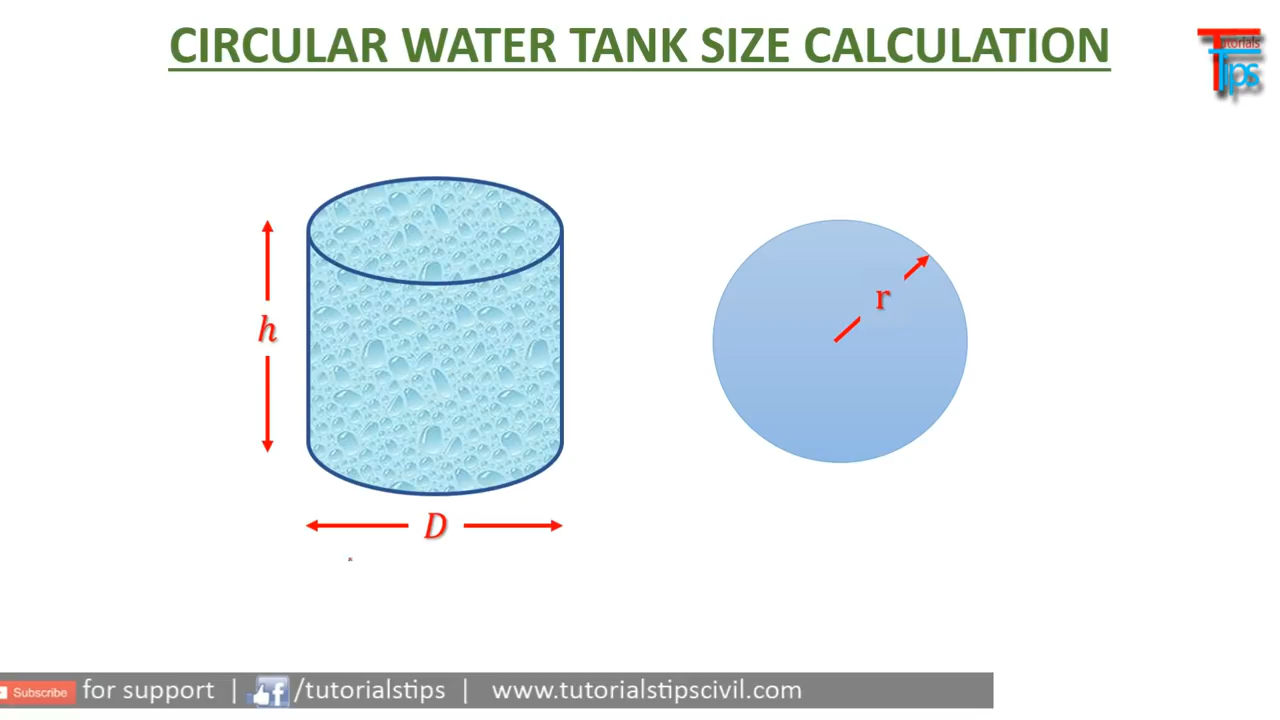 CIRCULAR WATER TANK SIZE CALCULATION
Tutorials
Tips
h
r
D
Subscribe for support | /tutorialstips | www.tutorialstipscivil.com